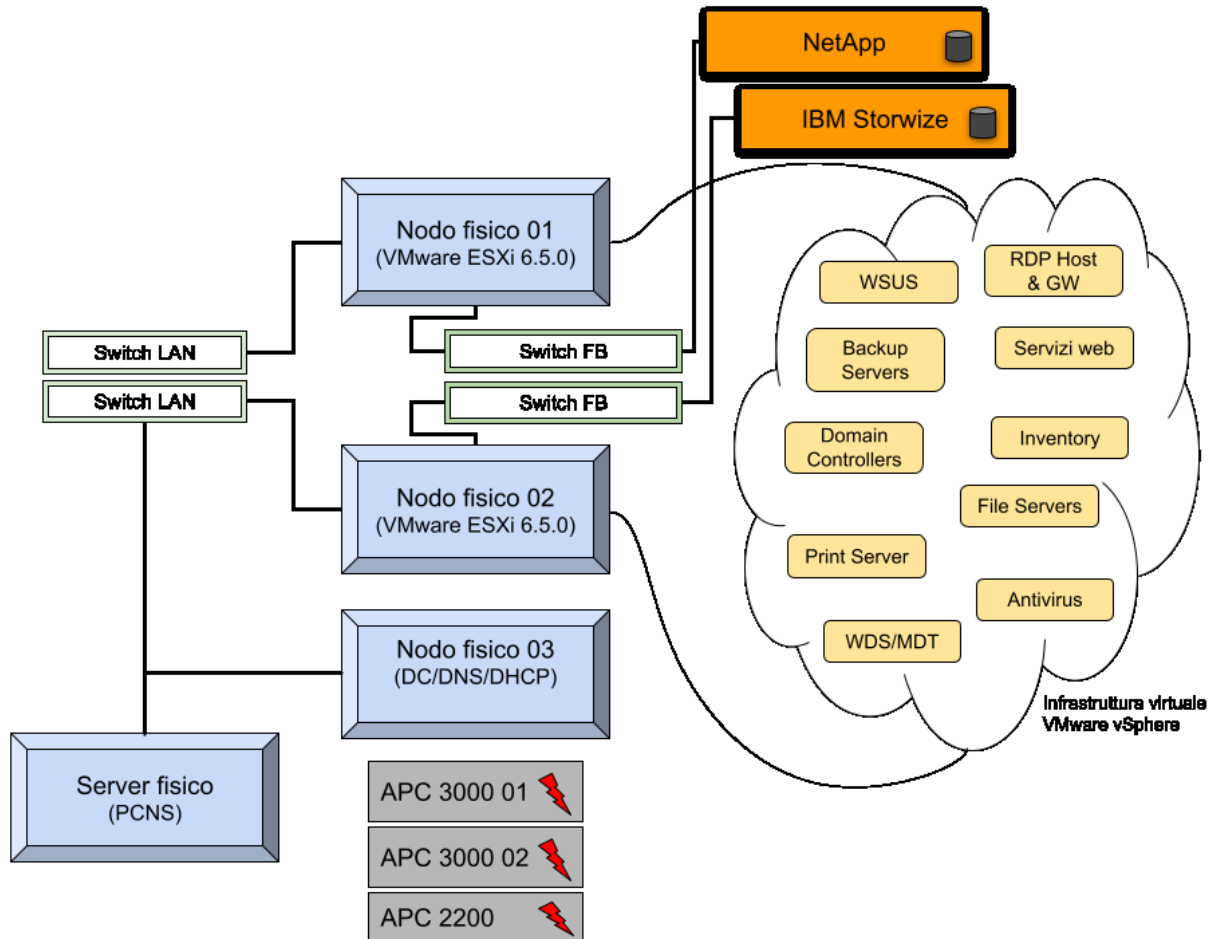 NetApp
IBM Storwize
Nodo fisico 01
(VMware ESXi 6.5.0)
Switch LAN
Switch LAN
Switch FB
Switch FB
Nodo fisico 02
(VMware ESXi 6.5.0)
Nodo fisico 03
(DC/DNS/DHCP)
Server fisico
(PCNS)
APC 3000 01
APC 3000 02
APC 2200
WSUS
RDP Host
& GW
Backup
Servers
Servizi web
Domain
Controllers
Inventory
File Servers
Print Server
Antivirus
WDS/MDT
Infrastruttura virtuale
VMware vSphere